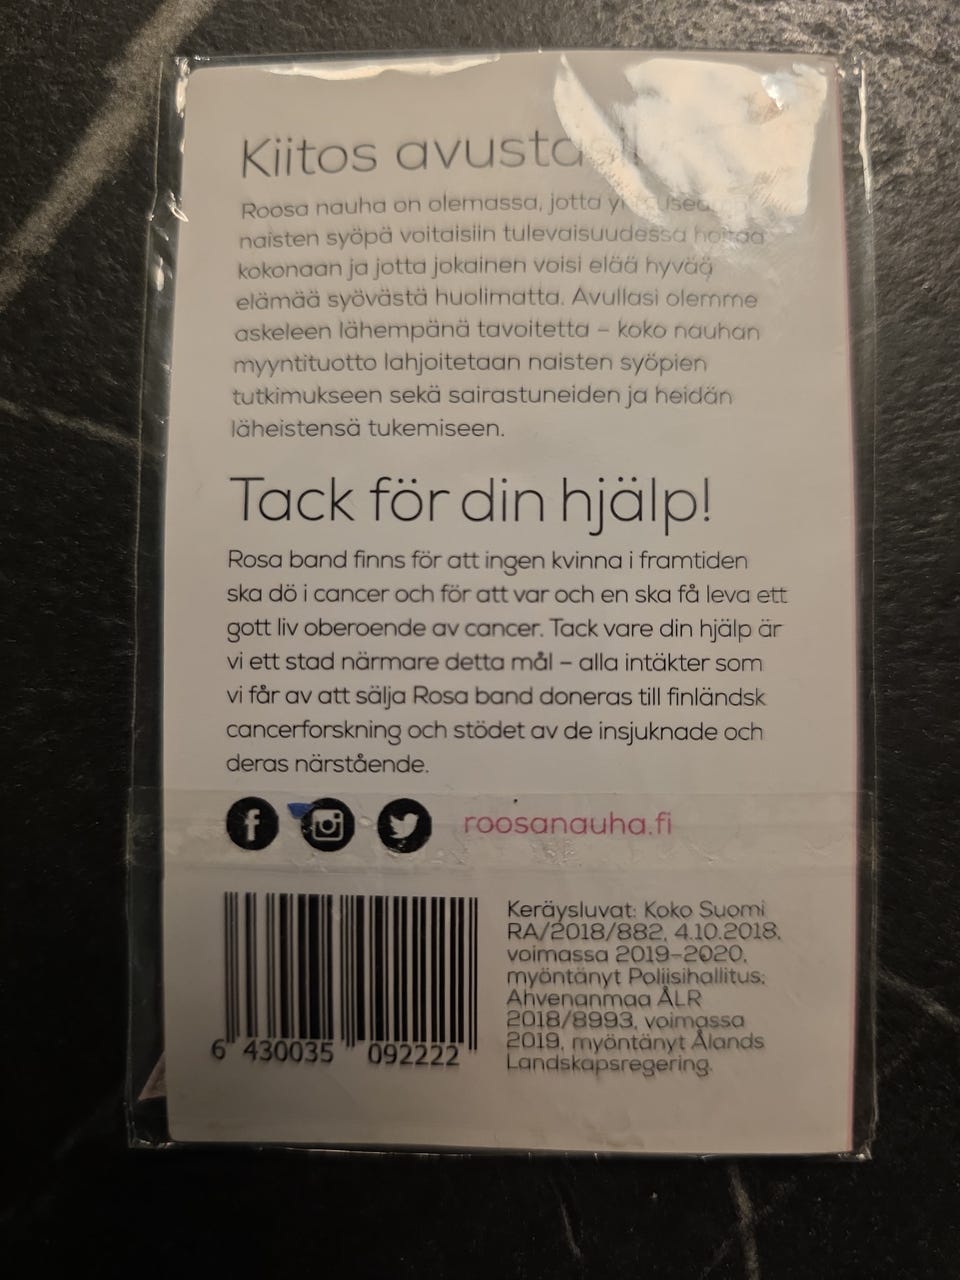 Kiitos
Roosa nauha on olemassa, jotta
naisten syöpä voitaisiin tulevaisuudessa hoitaa
kokonaan ja jotta jokainen voisi elää hyvää
elämää syövästä huolimatta. Avullasi olemme
askeleen lähempänä tavoitetta – koko nauhan
myyntituotto lahjoitetaan naisten syöpien
tutkimukseen sekä sairastuneiden ja heidän
läheistensä tukemiseen.
Tack för din hjälp!
Rosa band finns för att ingen kvinna i framtiden
ska dö i cancer och för att var och en ska få leva ett
gott liv oberoende av cancer. Tack vare din hjälp är
vi ett stad närmare detta mål – alla intäkter som
vi får av att sälja Rosa band doneras till finländsk
cancerforskning och stödet av de insjuknade och
deras närstående.
roosanauha.fi
Keräysluvat: Koko Suomi
RA/2018/882, 4.10.2018,
voimassa 2019–2020,
myöntänyt Poliisihallitus;
Ahvenanmaa ÅLR
2018/8993, voimassa
2019, myöntänyt Ålands
Landskapsregering.
6 430035 092222